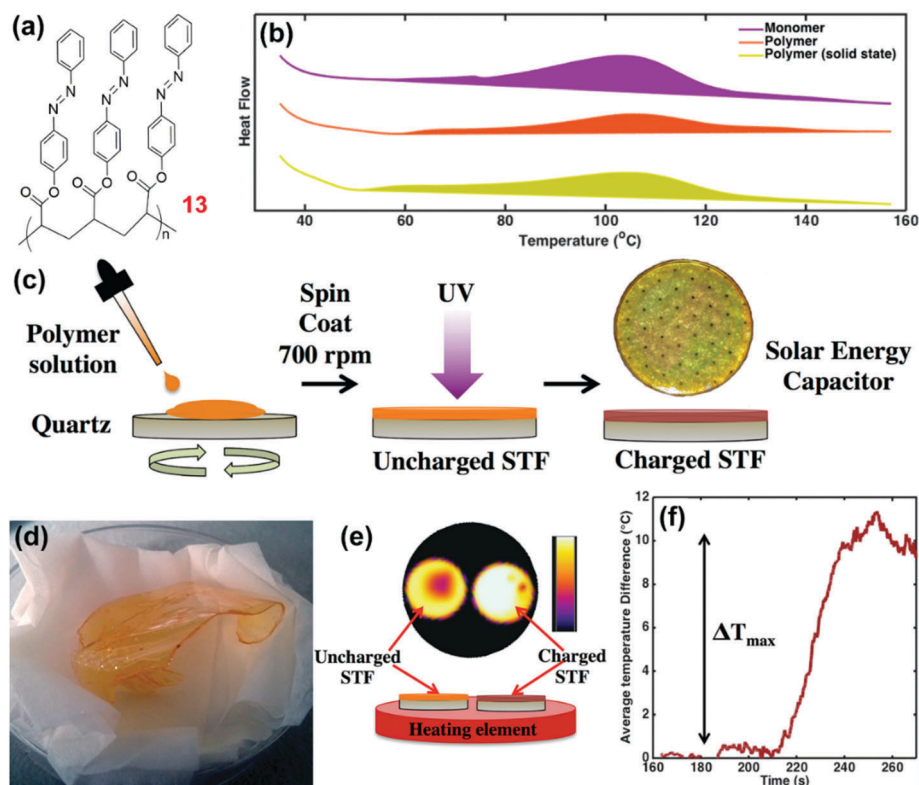 (a)
N
N
N
N
N
N
O
O
O
O
O
O
n
13
(b)
Monomer
Polymer
Polymer (solid state)
Heat Flow
40
60
80
100
120
140
160
Temperature (°C)
(c)
Polymer
solution
Quartz
Spin
Coat
700 rpm
UV
Uncharged STF
Solar Energy
Capacitor
Charged STF
(d)
(e)
Uncharged
STF
Charged
STF
Heating element
(f)
Average temperature Difference (°C)
12
10
8
6
4
2
0
ΔTmax
160
180
200
220
240
260
Time (s)